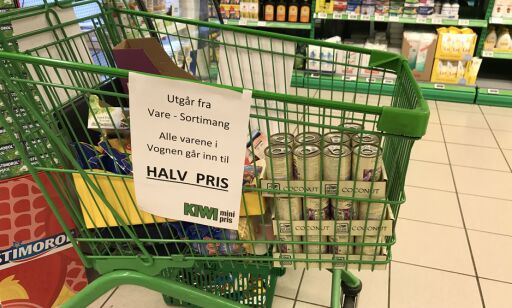 Utgår fra
Vare - Sortimang
Alle varene i
Vognen går inn til
HALV PRIS
KIWI mini pris
COCONUT
COCONUT
COCONUT
COCONUT
STIMOROL